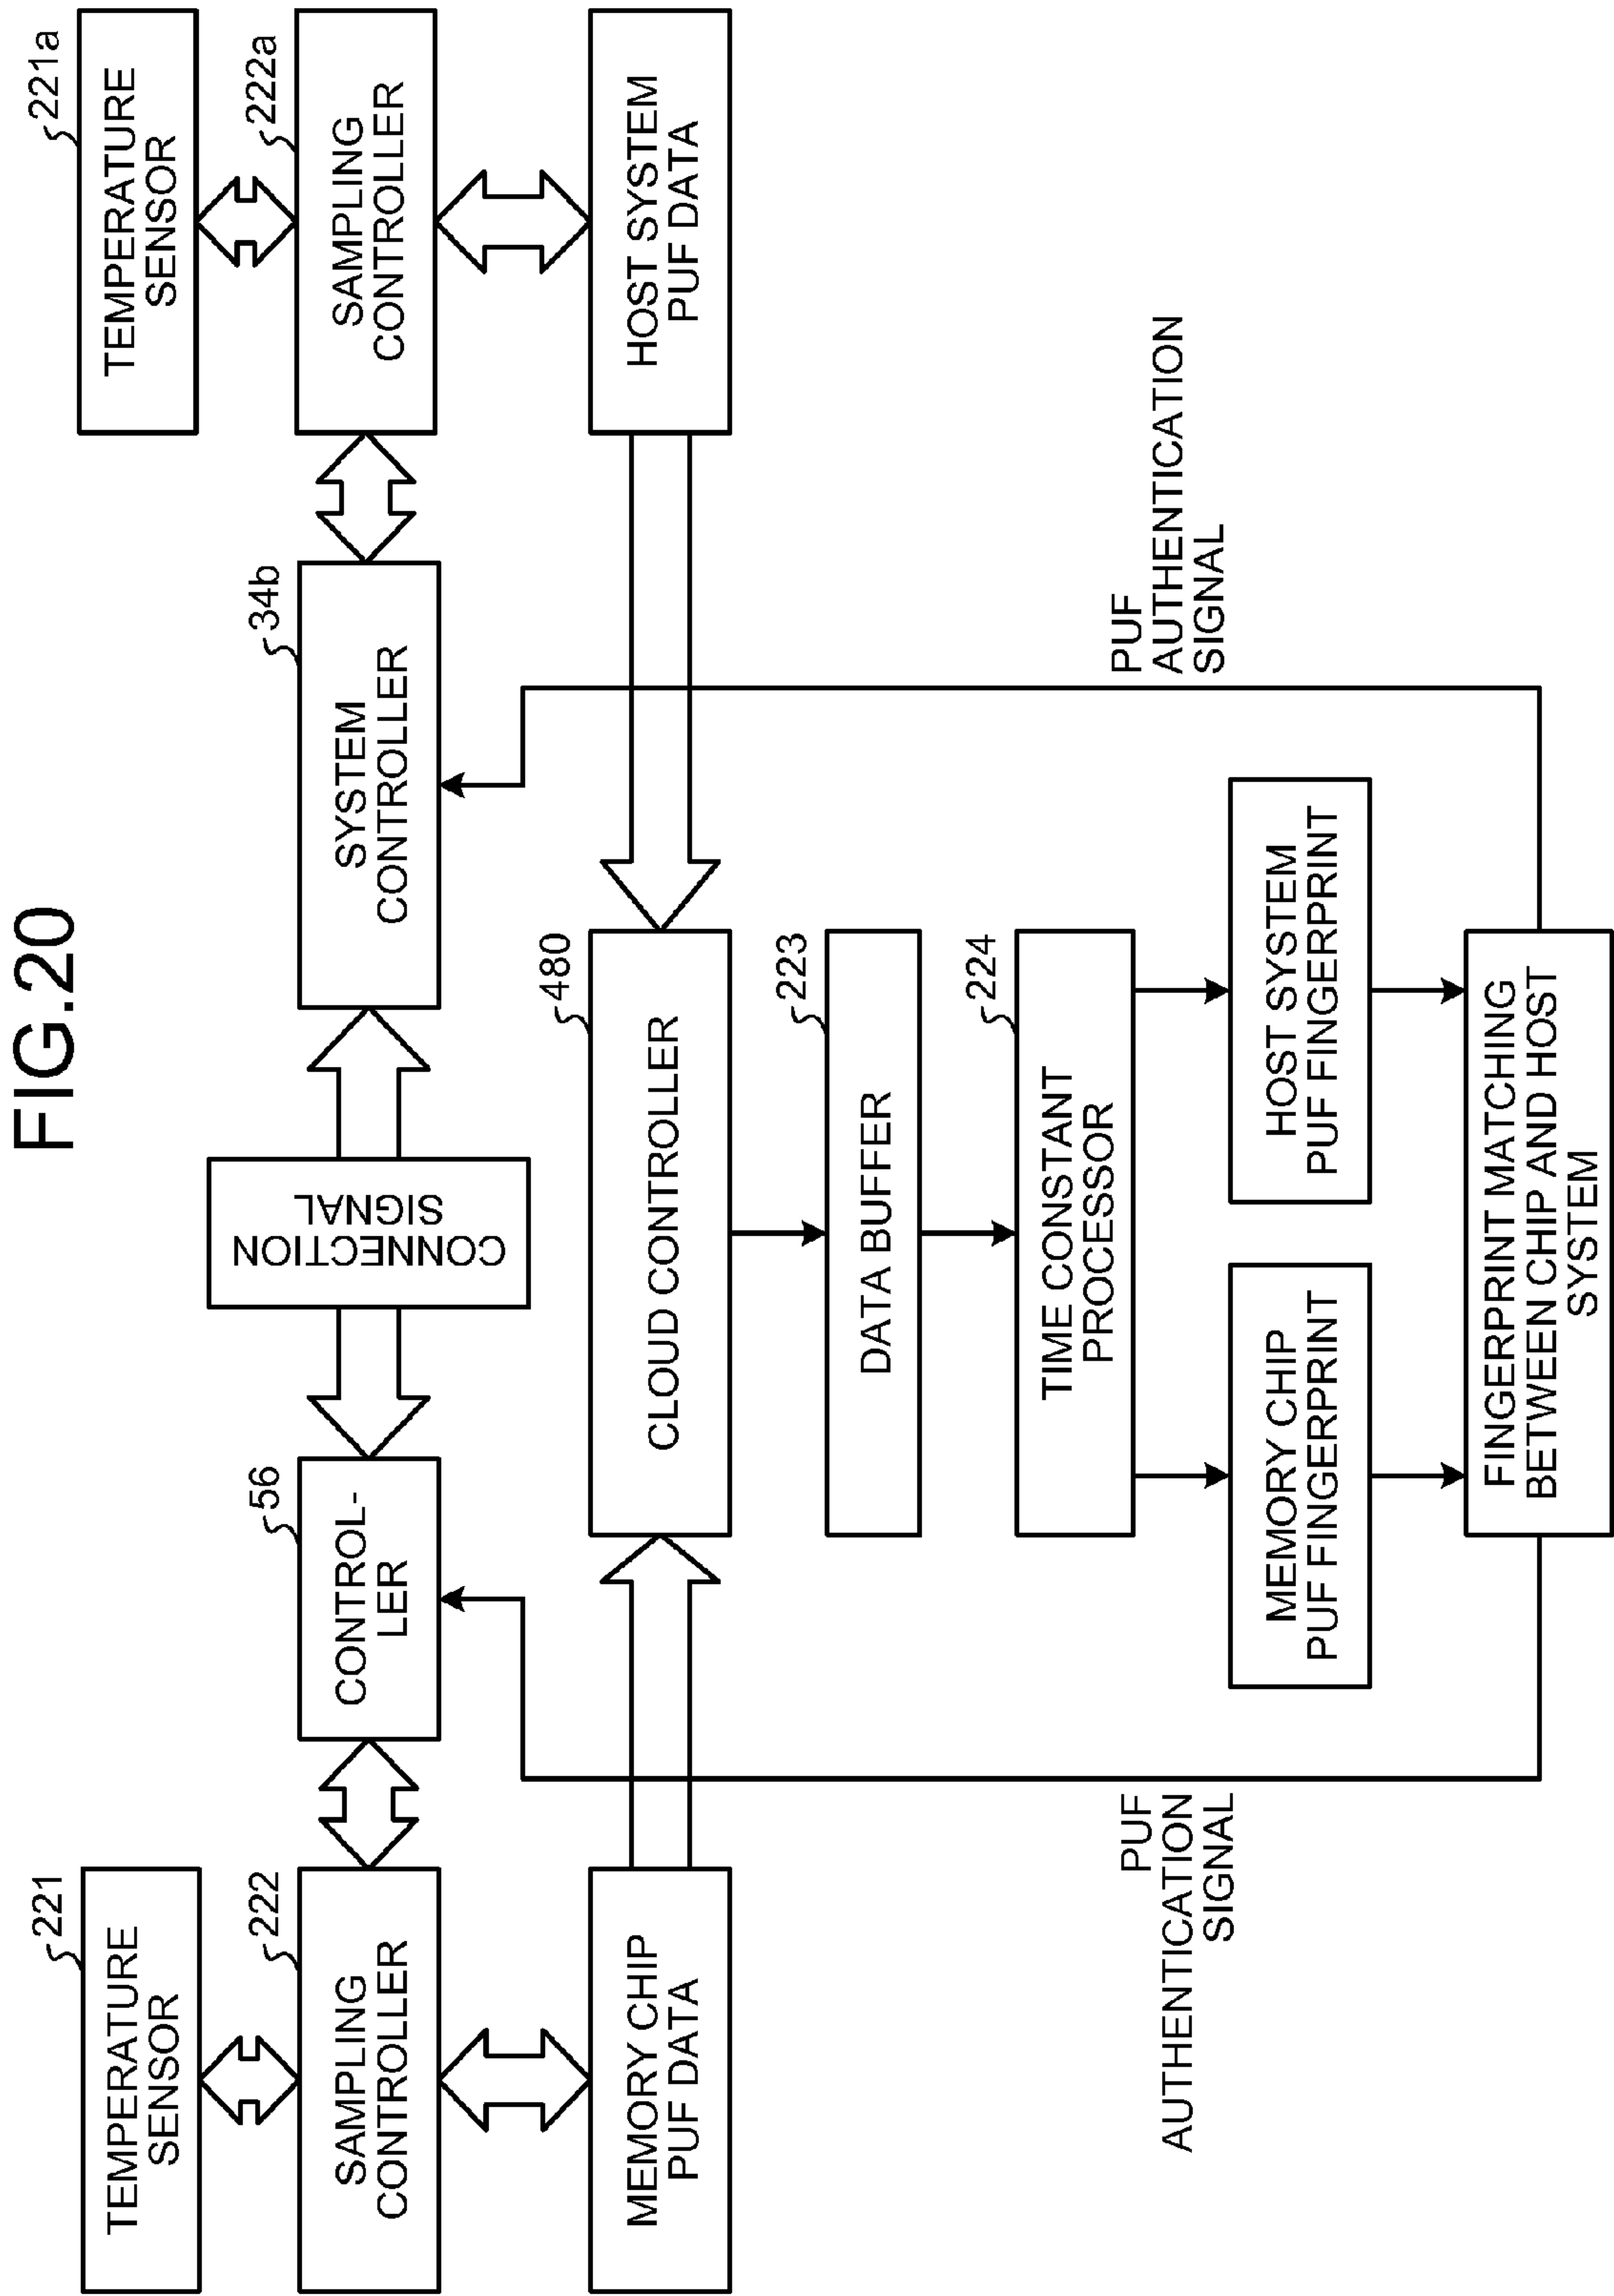 FIG.20
221
TEMPERATURE
SENSOR
221a
TEMPERATURE
SENSOR
222
SAMPLING
CONTROLLER
56
CONTROL-
LER
CONNECTION
SIGNAL
34b
SYSTEM
CONTROLLER
222a
SAMPLING
CONTROLLER
MEMORY CHIP
PUF DATA
480
CLOUD CONTROLLER
HOST SYSTEM
PUF DATA
223
DATA BUFFER
224
TIME CONSTANT
PROCESSOR
PUF
AUTHENTICATION
SIGNAL
PUF
AUTHENTICATION
SIGNAL
MEMORY CHIP
PUF FINGERPRINT
HOST SYSTEM
PUF FINGERPRINT
FINGERPRINT MATCHING
BETWEEN CHIP AND HOST
SYSTEM